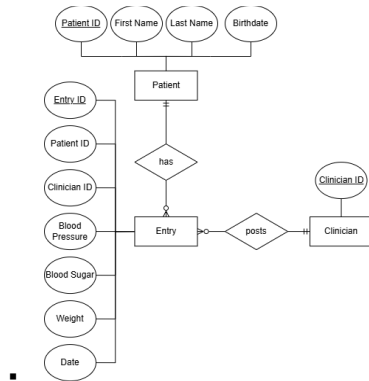 Patient ID
First Name
Last Name
Birthdate
Patient
Entry ID
has
Patient ID
Clinician ID
Clinician ID
Blood
Pressure
Entry
posts
Clinician
Blood Sugar
Weight
Date